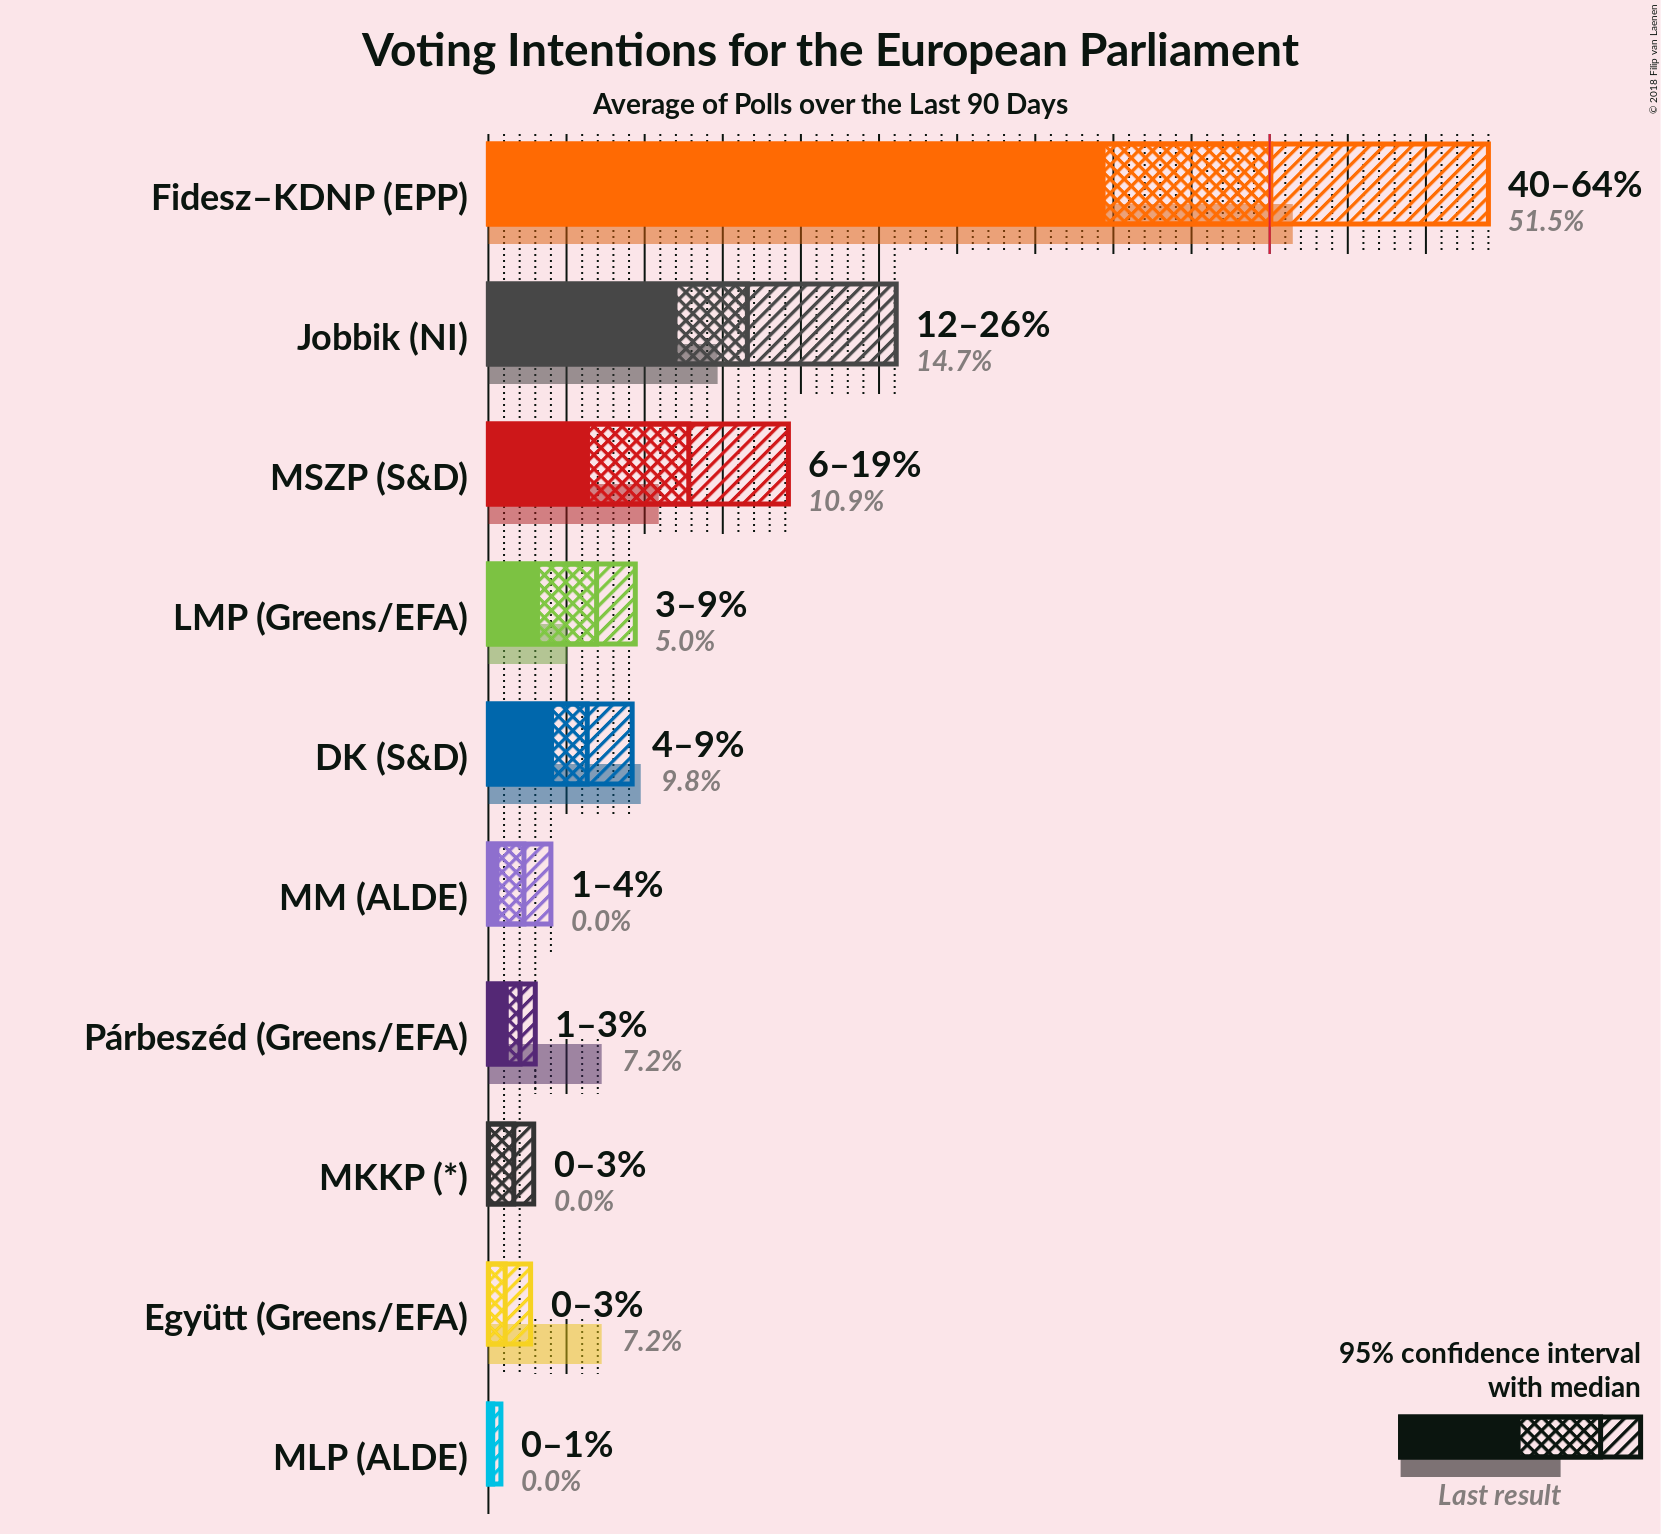 Voting Intentions for the European Parliament
Average of Polls over the Last 90 Days
© 2018 Filip van Laenen
Fidesz–KDNP (EPP)
40–64%
51.5%
Jobbik (NI)
12–26%
14.7%
MSZP (S&D)
6–19%
10.9%
LMP (Greens/EFA)
3–9%
5.0%
DK (S&D)
4–9%
9.8%
MM (ALDE)
1–4%
0.0%
Párbeszéd (Greens/EFA)
1–3%
7.2%
MKKP (*)
0–3%
0.0%
Együtt (Greens/EFA)
0–3%
7.2%
MLP (ALDE)
0–1%
0.0%
95% confidence interval
with median
Last result